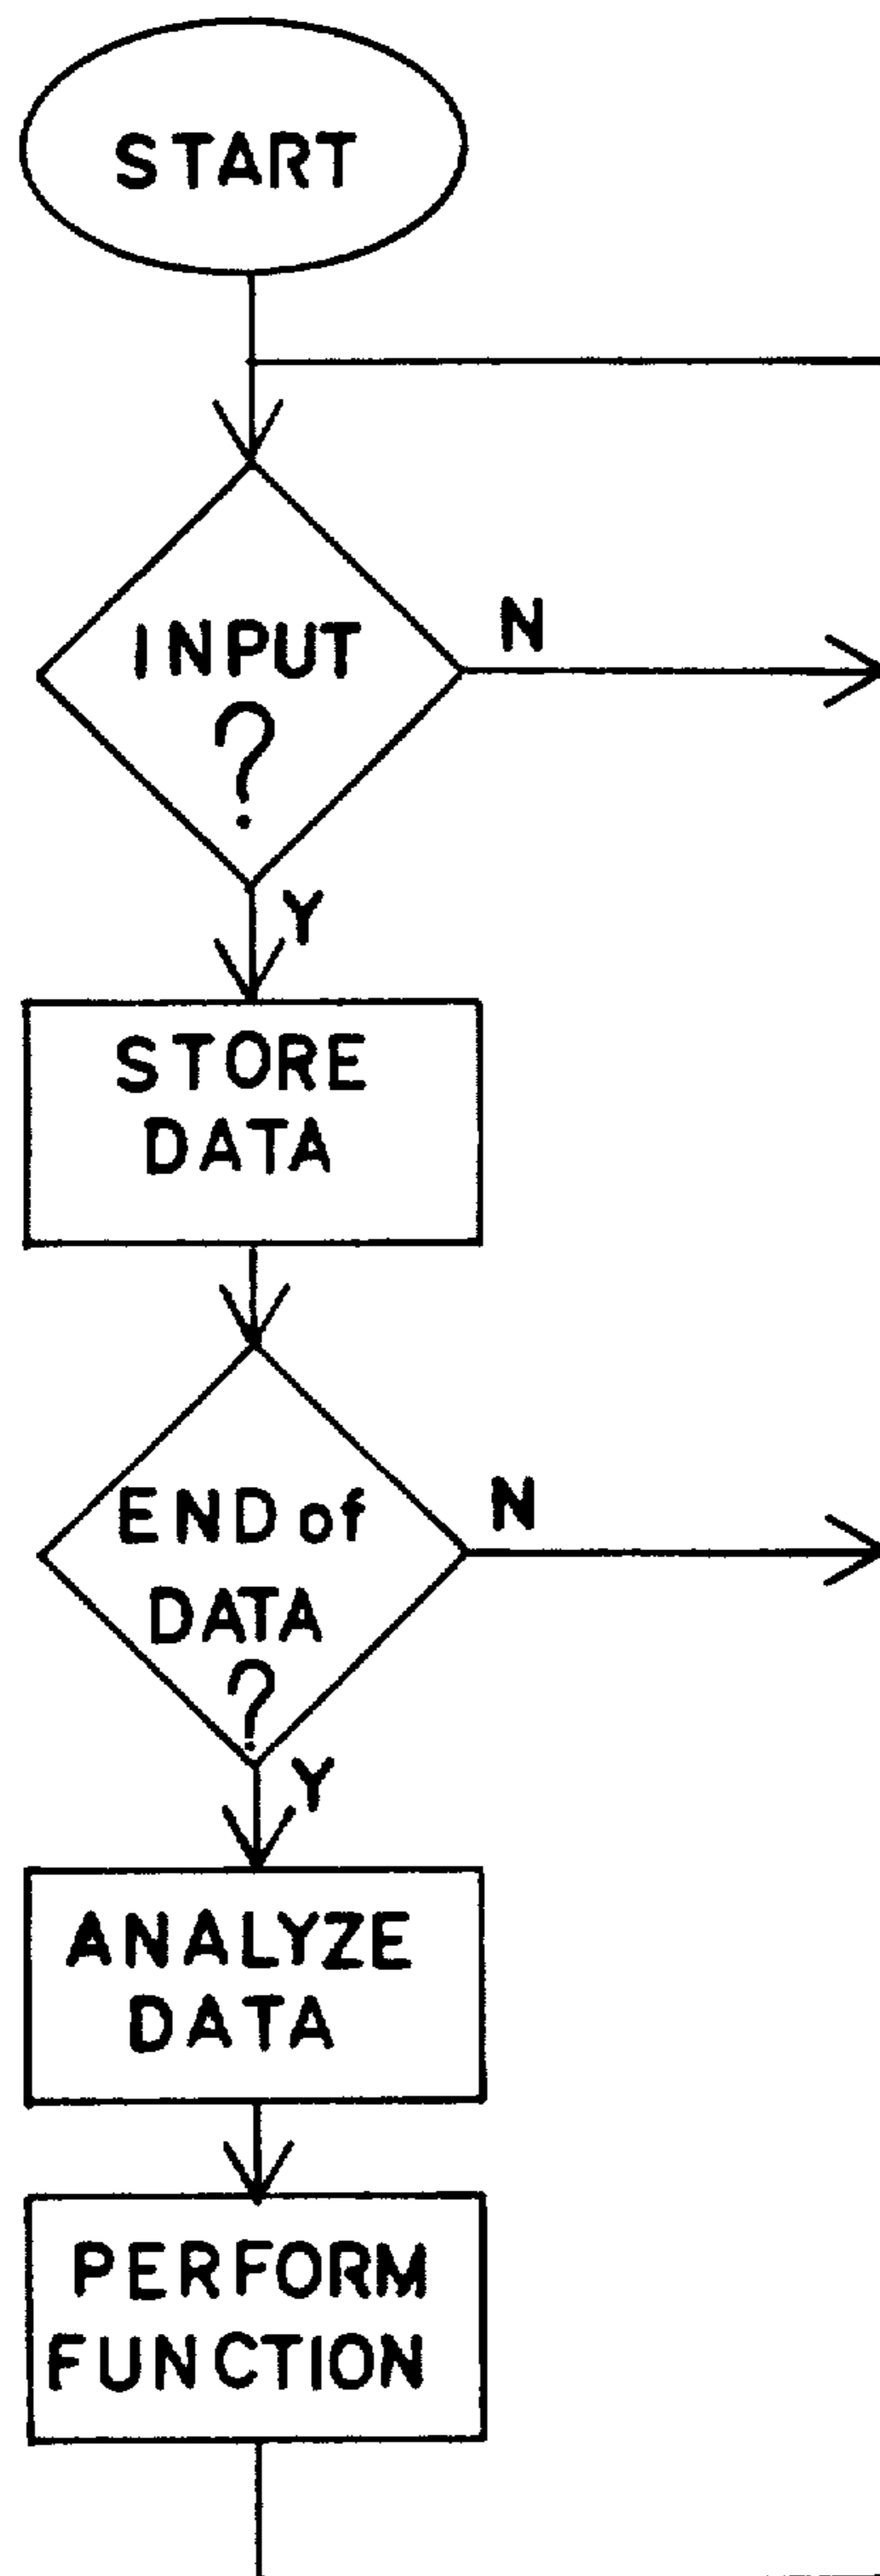 START
INPUT
?
N
Y
STORE
DATA
END of
DATA
?
N
Y
ANALYZE
DATA
PERFORM
FUNCTION